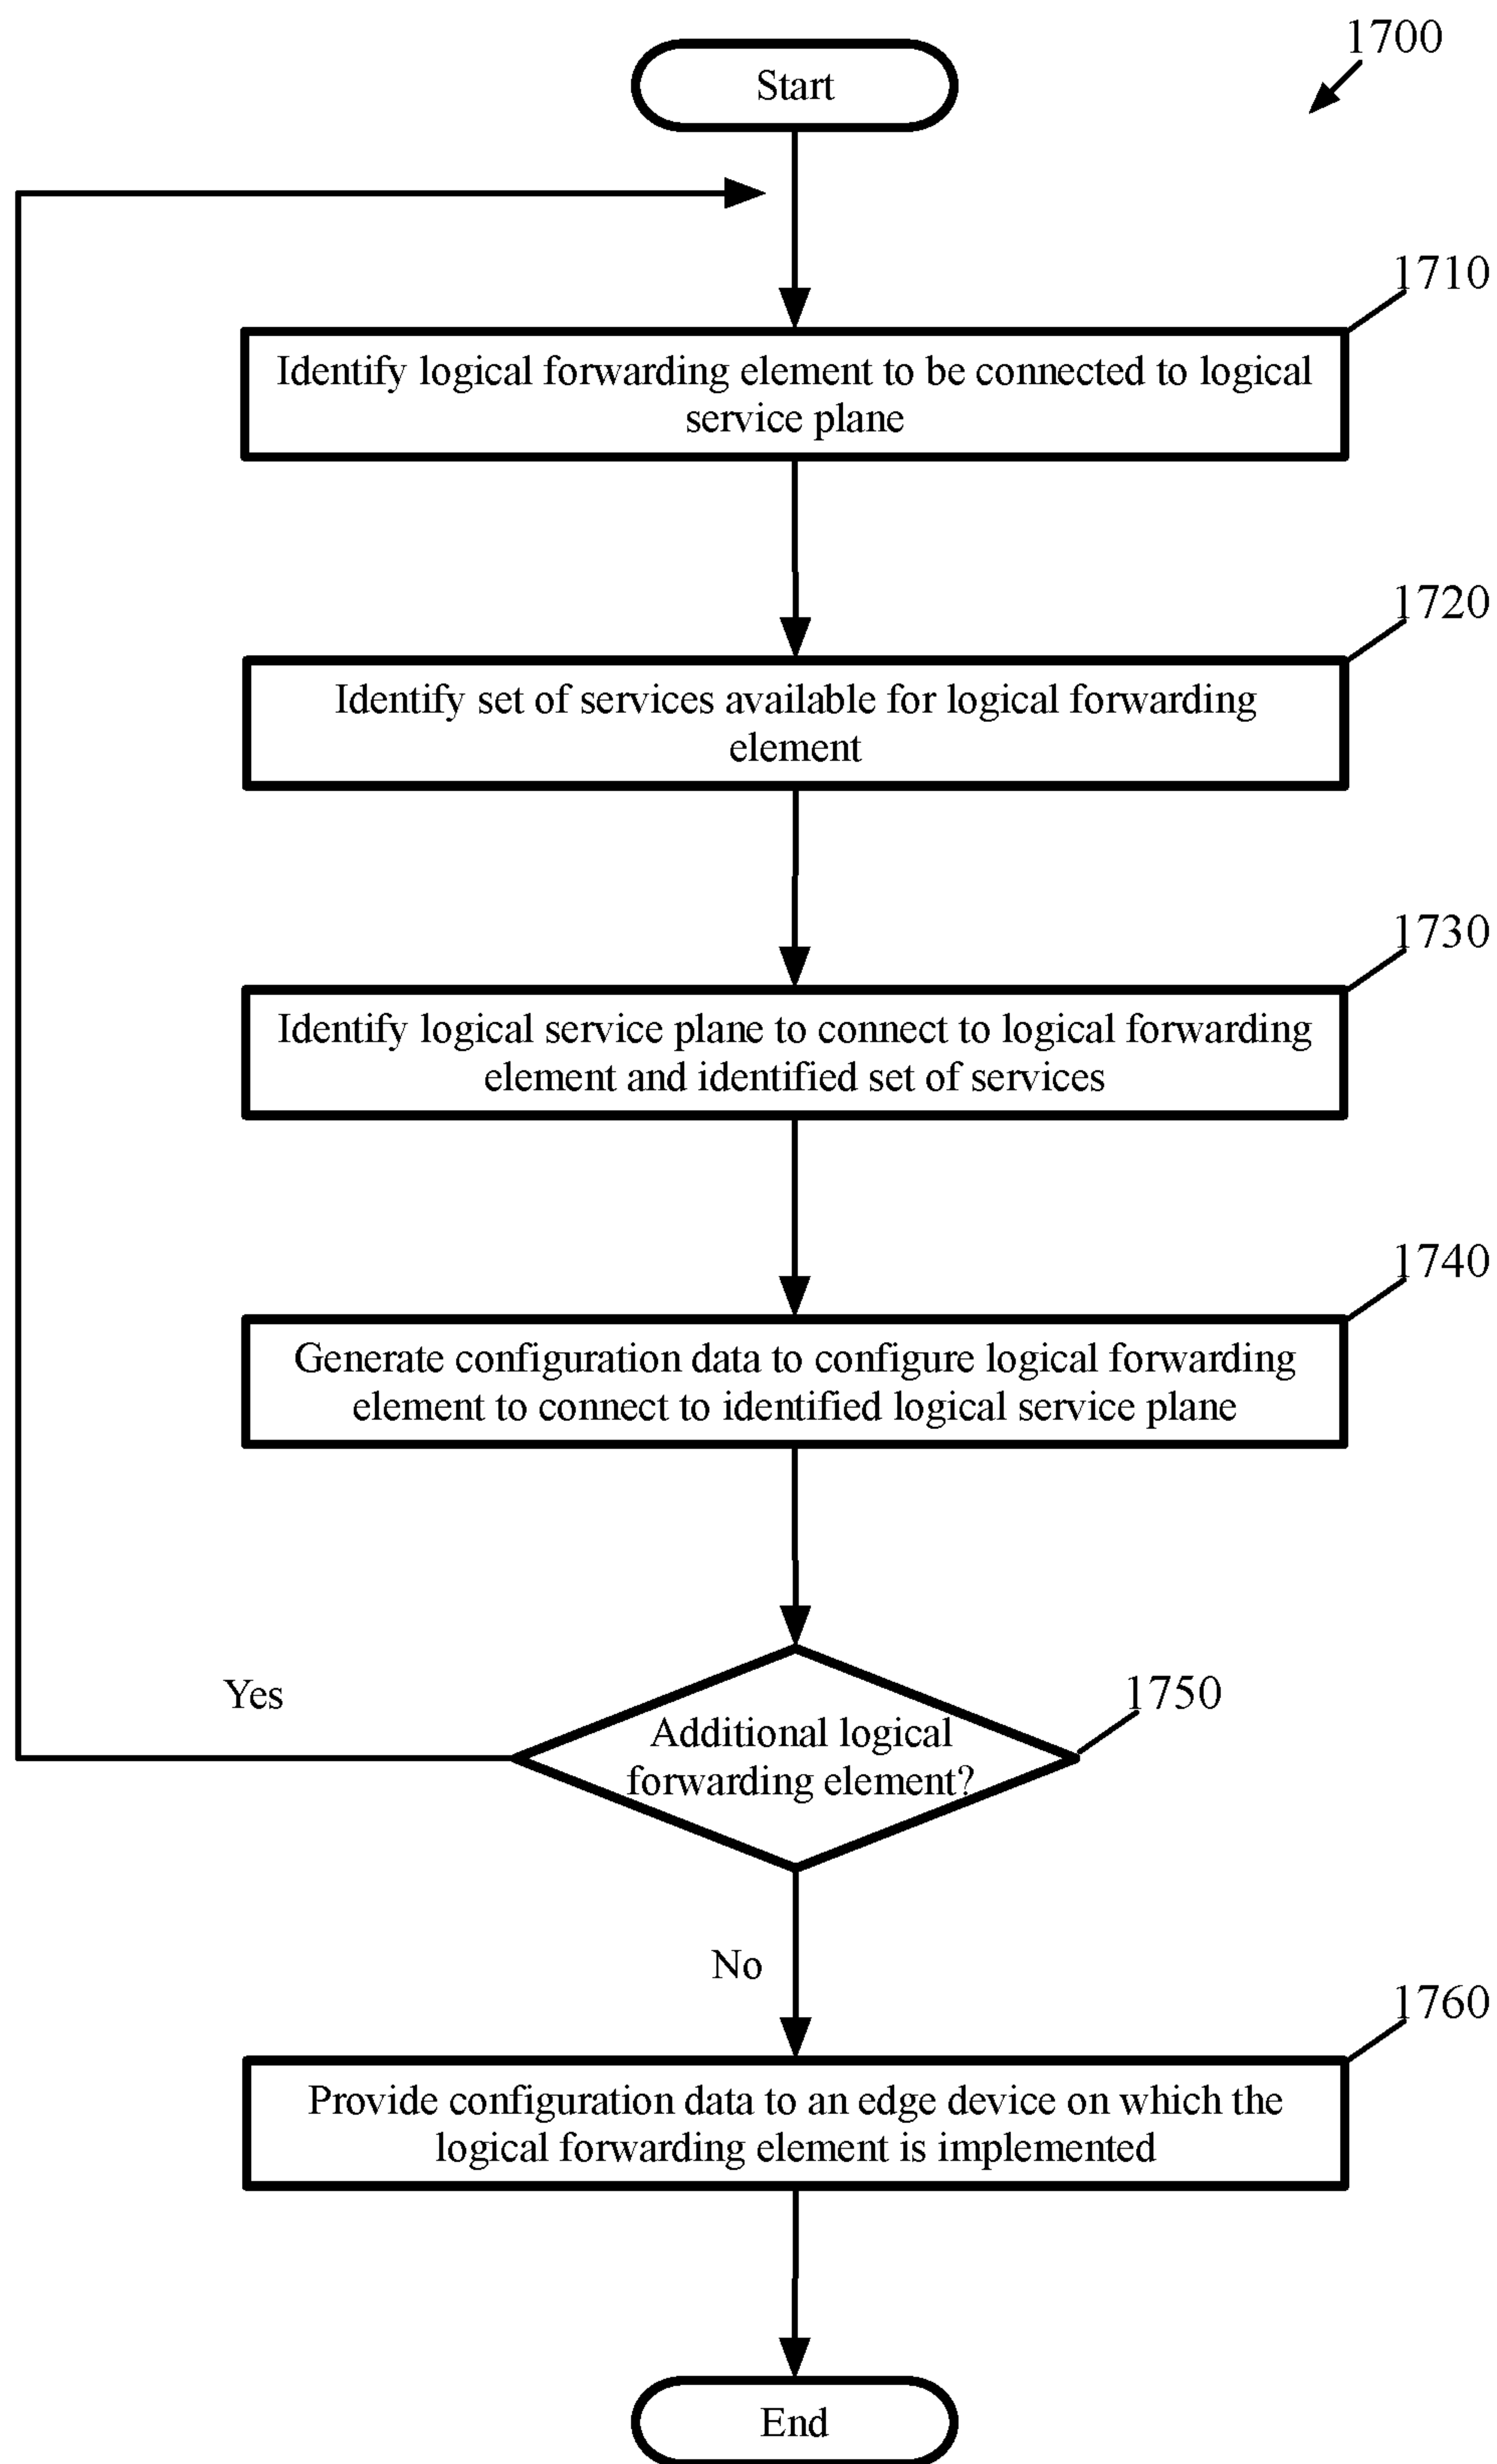 1700
Start
1710
Identify logical forwarding element to be connected to logical
service plane
1720
Identify set of services available for logical forwarding
element
1730
Identify logical service plane to connect to logical forwarding
element and identified set of services
1740
Generate configuration data to configure logical forwarding
element to connect to identified logical service plane
Yes
1750
Additional logical
forwarding element?
No
1760
Provide configuration data to an edge device on which the
logical forwarding element is implemented
End